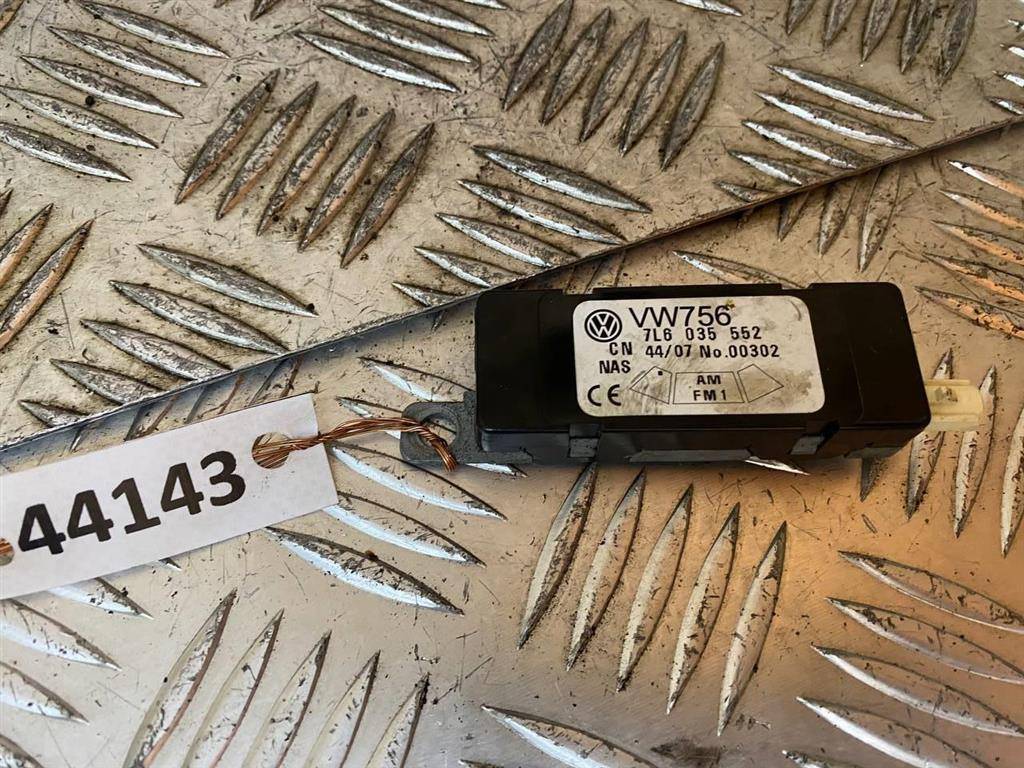 VW756
7L6 035 552
CN 44/07 No.00302
NAS
CE
AM
FM1
44143